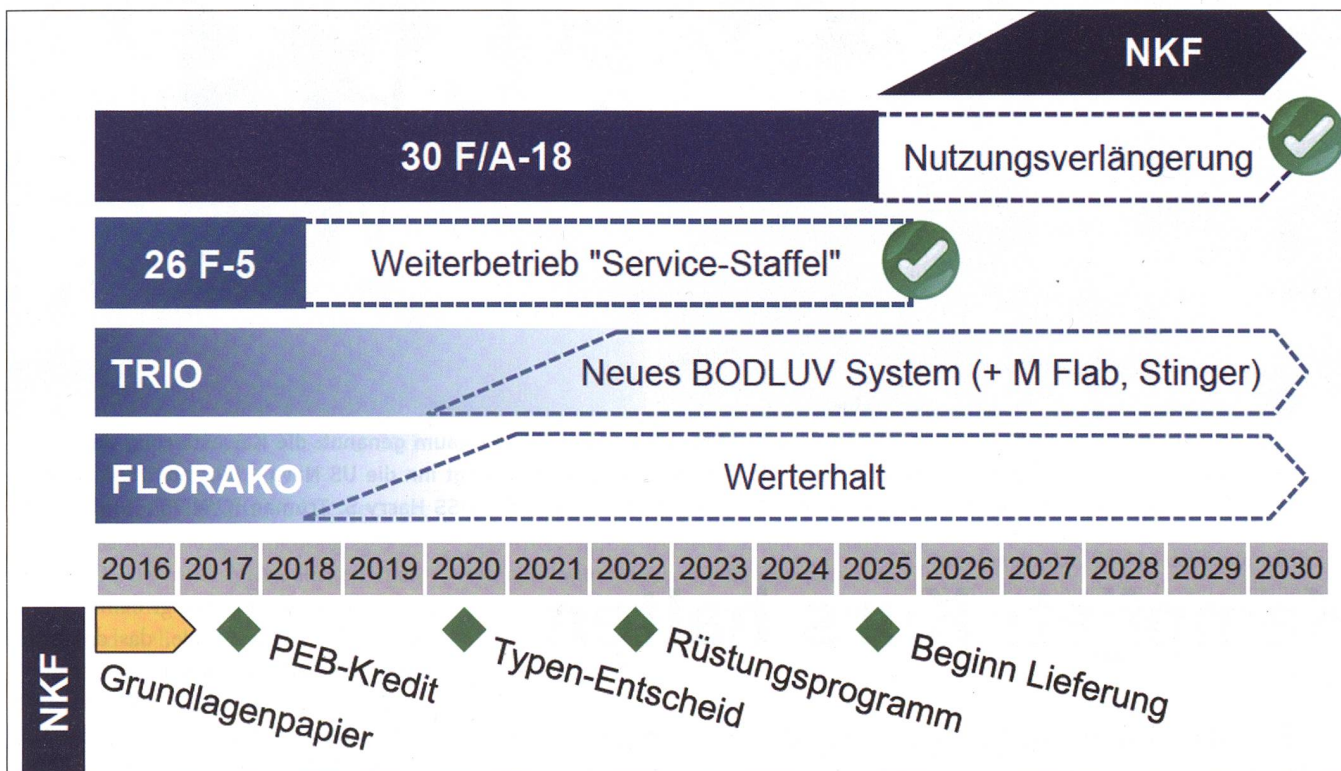 NKF
30 F/A-18
Nutzungsverlängerung
26 F-5
Weiterbetrieb "Service-Staffel"
TRIO
Neues BODLUV System (+ M Flab, Stinger)
FLORAKO
Werterhalt
2016 2017 2018 2019 2020 2021 2022 2023 2024 2025 2026 2027 2028 2029 2030
NKF
Grundlagenpapier
PEB-Kredit
Typen-Entscheid
Rüstungsprogramm
Beginn Lieferung